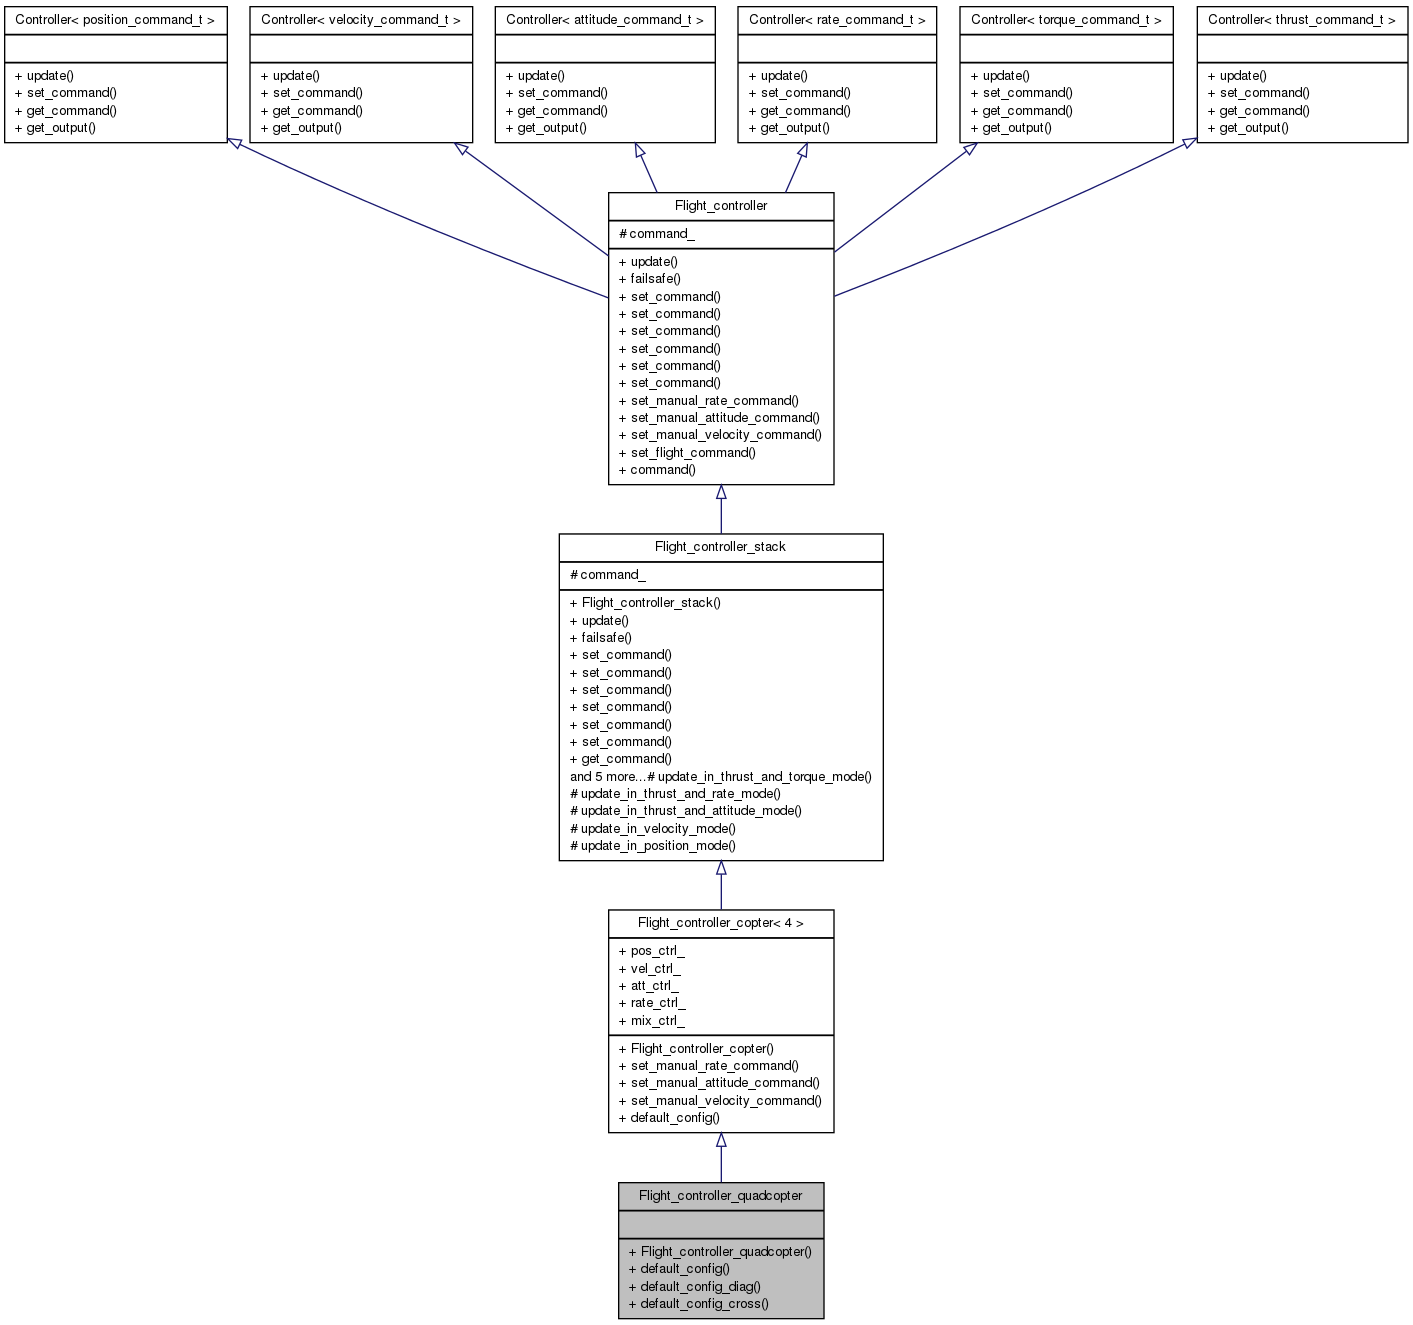 Controller< position_command_t >
+ update()
+ set_command()
+ get_command()
+ get_output()
Controller< velocity_command_t >
+ update()
+ set_command()
+ get_command()
+ get_output()
Controller< attitude_command_t >
+ update()
+ set_command()
+ get_command()
+ get_output()
Controller< rate_command_t >
+ update()
+ set_command()
+ get_command()
+ get_output()
Controller< torque_command_t >
+ update()
+ set_command()
+ get_command()
+ get_output()
Controller< thrust_command_t >
+ update()
+ set_command()
+ get_command()
+ get_output()
Flight_controller
# command_
+ update()
+ failsafe()
+ set_command()
+ set_command()
+ set_command()
+ set_command()
+ set_command()
+ set_command()
+ set_manual_rate_command()
+ set_manual_attitude_command()
+ set_manual_velocity_command()
+ set_flight_command()
+ command()
Flight_controller_stack
# command_
+ Flight_controller_stack()
+ update()
+ failsafe()
+ set_command()
+ set_command()
+ set_command()
+ set_command()
+ set_command()
+ set_command()
+ get_command()
and 5 more...# update_in_thrust_and_torque_mode()
# update_in_thrust_and_rate_mode()
# update_in_thrust_and_attitude_mode()
# update_in_velocity_mode()
# update_in_position_mode()
Flight_controller_copter< 4 >
+ pos_ctrl_
+ vel_ctrl_
+ att_ctrl_
+ rate_ctrl_
+ mix_ctrl_
+ Flight_controller_copter()
+ set_manual_rate_command()
+ set_manual_attitude_command()
+ set_manual_velocity_command()
+ default_config()
Flight_controller_quadcopter
+ Flight_controller_quadcopter()
+ default_config()
+ default_config_diag()
+ default_config_cross()